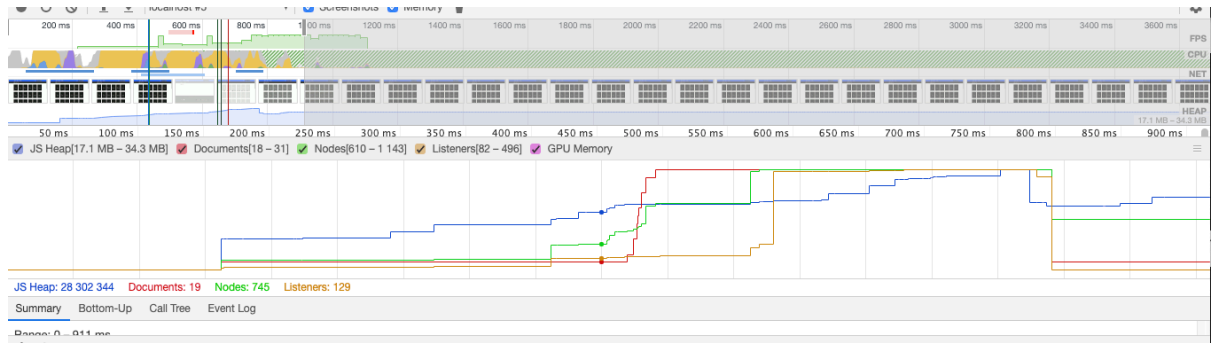 localhost #3 Screenshots Memory
200 ms 400 ms 600 ms 800 ms 1 00 ms 1200 ms 1400 ms 1600 ms 1800 ms 2000 ms 2200 ms 2400 ms 2600 ms 2800 ms 3000 ms 3200 ms 3400 ms 3600 ms
FPS
CPU
NET
HEAP
17.1 MB – 34.3 MB
50 ms 100 ms 150 ms 200 ms 250 ms 300 ms 350 ms 400 ms 450 ms 500 ms 550 ms 600 ms 650 ms 700 ms 750 ms 800 ms 850 ms 900 ms
JS Heap[17.1 MB – 34.3 MB] Documents[18 – 31] Nodes[610 – 1 143] Listeners[82 – 496] GPU Memory
JS Heap: 28 302 344 Documents: 19 Nodes: 745 Listeners: 129
Summary Bottom-Up Call Tree Event Log
Range: 0 – 911 ms